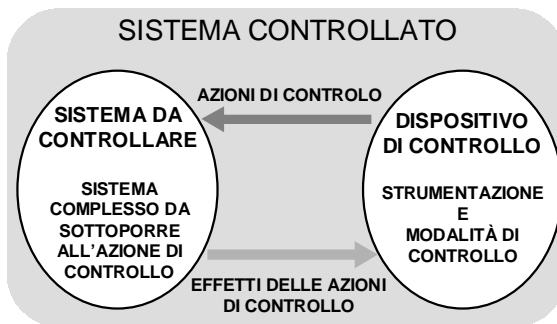 SISTEMA CONTROLLATO
AZIONI DI CONTROLO
SISTEMA DA
CONTROLLARE
SISTEMA
COMPLESSO DA
SOTTOPORRE
ALL'AZIONE DI
CONTROLLO
DISPOSITIVO
DI CONTROLLO
STRUMENTAZIONE
E
MODALITÀ DI
CONTROLLO
EFFETTI DELLE AZIONI
DI CONTROLLO